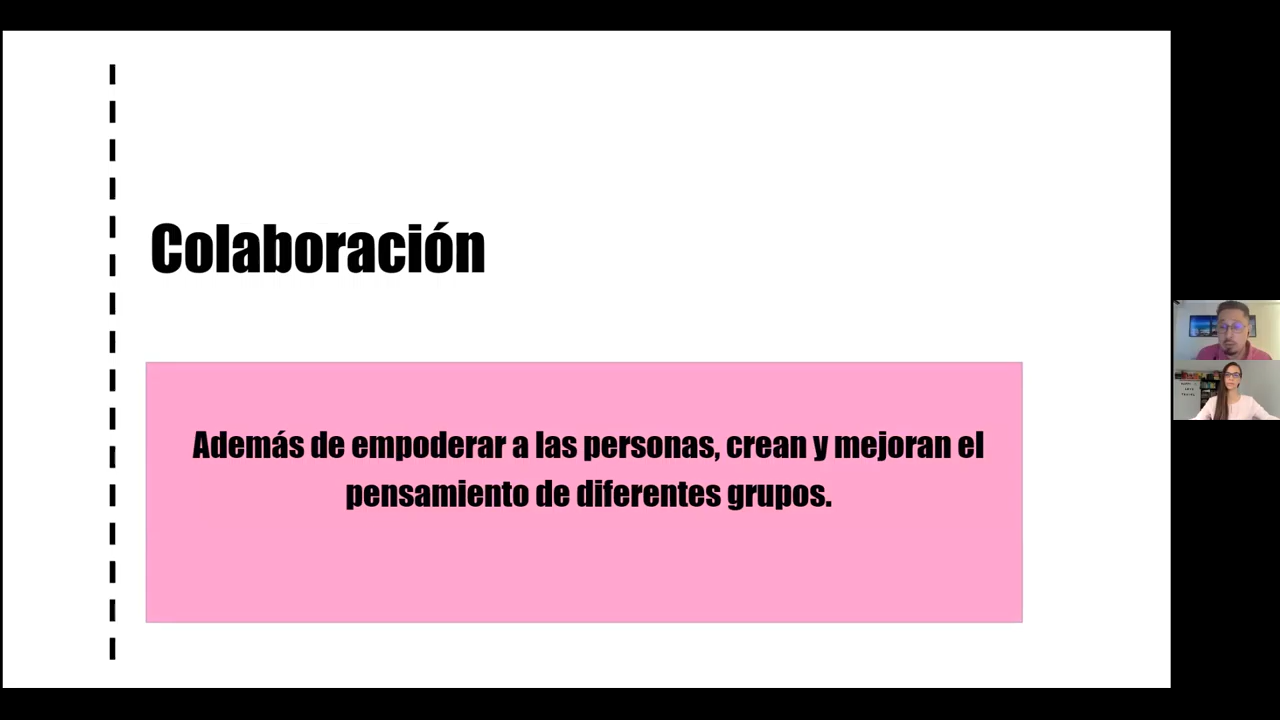 Colaboración
Además de empoderar a las personas, crean y mejoran el
pensamiento de diferentes grupos.